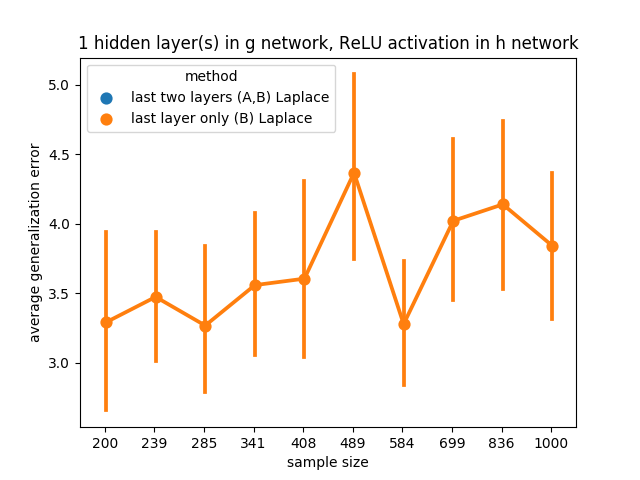 1 hidden layer(s) in g network, ReLU activation in h network
method
last two layers (A,B) Laplace
last layer only (B) Laplace
average generalization error
5.0
4.5
4.0
3.5
3.0
200 239 285 341 408 489 584 699 836 1000
sample size